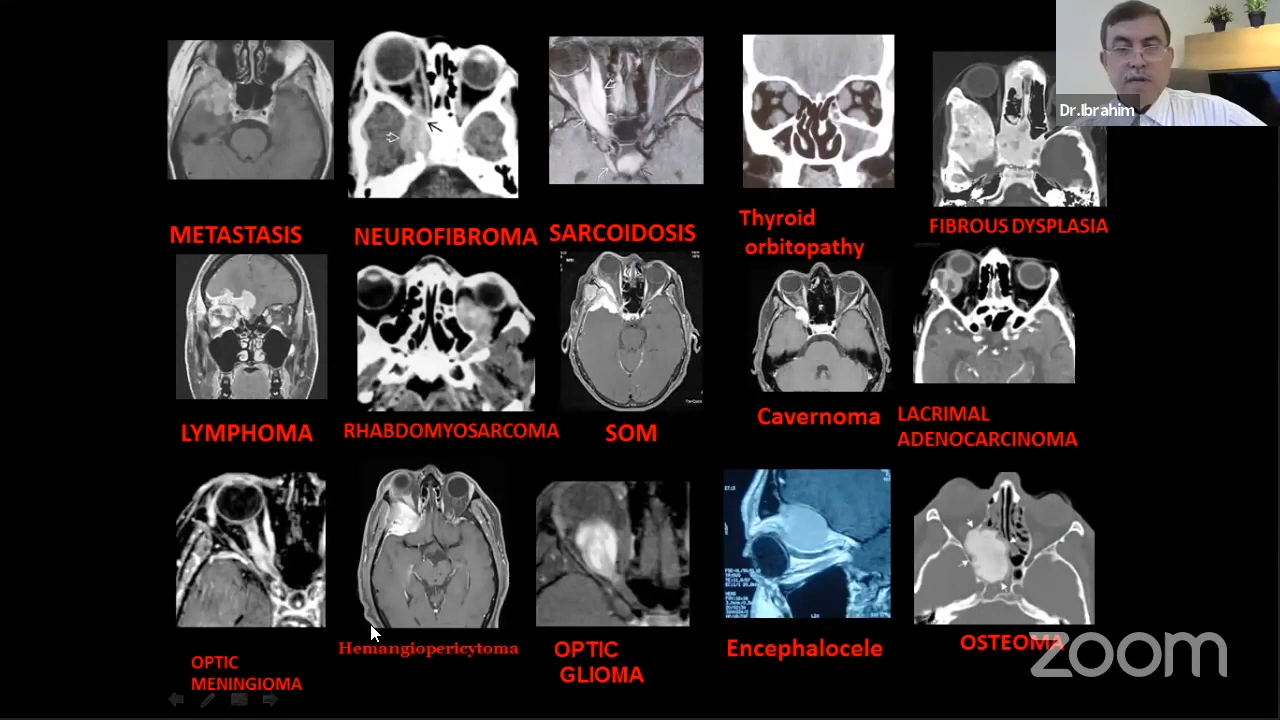 Dr.Ibrahim
METASTASIS
NEUROFIBROMA
SARCOIDOSIS
Thyroid
orbitopathy
FIBROUS DYSPLASIA
LYMPHOMA
RHABDOMYOSARCOMA
SOM
Cavernoma
LACRIMAL
ADENOCARCINOMA
OPTIC
MENINGIOMA
Hemangiopericytoma
OPTIC
GLIOMA
Encephalocele
OSTEOMA
zoom